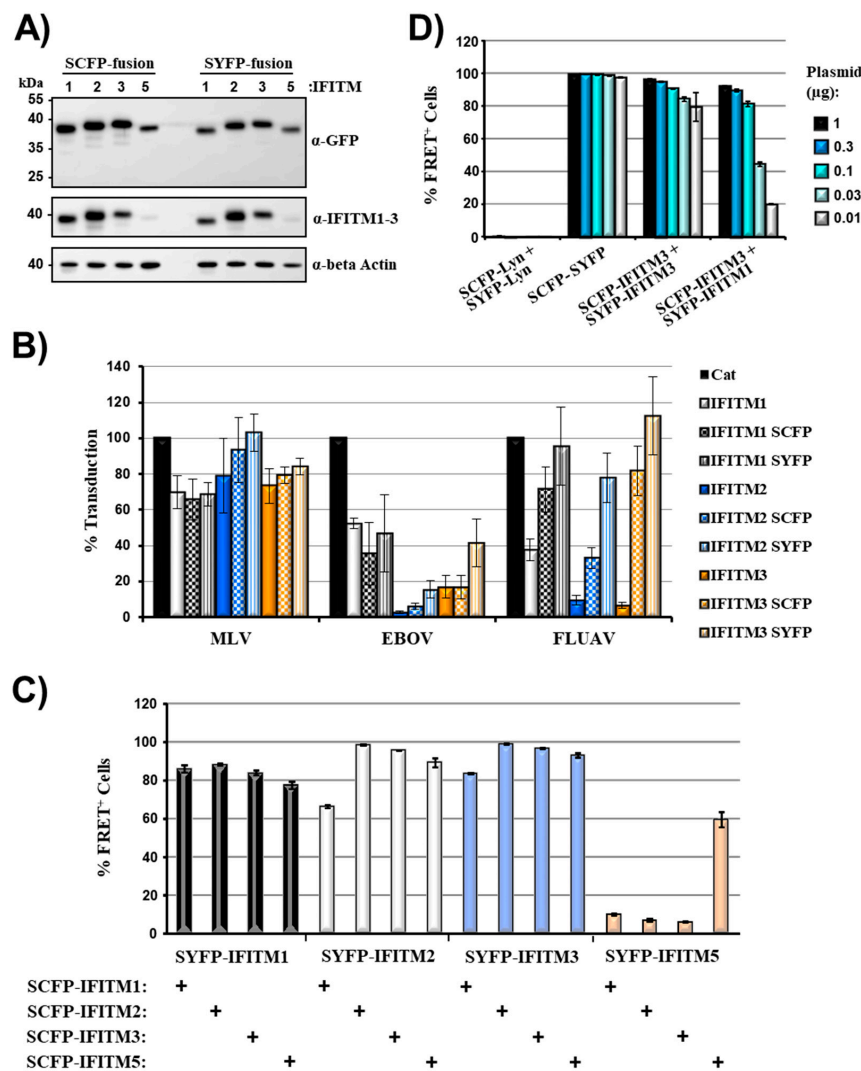 A)
SCFP-fusion SYFP-fusion
kDa 1 2 3 5 1 2 3 5 :IFITM
55
40
35
25
α-GFP
40
α-IFITM1-3
40
α-beta Actin
D)
% FRET+ Cells
120
100
80
60
40
20
0
SCFP-Lyn +
SYFP-Lyn
SCFP-SYFP
SCFP-IFITM3 +
SYFP-IFITM3
SCFP-IFITM3 +
SYFP-IFITM1
Plasmid
(µg):
1
0.3
0.1
0.03
0.01
B)
% Transduction
140
120
100
80
60
40
20
0
MLV EBOV FLUAV
Cat
IFITM1
IFITM1 SCFP
IFITM1 SYFP
IFITM2
IFITM2 SCFP
IFITM2 SYFP
IFITM3
IFITM3 SCFP
IFITM3 SYFP
C)
% FRET+ Cells
120
100
80
60
40
20
0
SYFP-IFITM1 SYFP-IFITM2 SYFP-IFITM3 SYFP-IFITM5
SCFP-IFITM1: + + + +
SCFP-IFITM2: + + + +
SCFP-IFITM3: + + + +
SCFP-IFITM5: + + + +